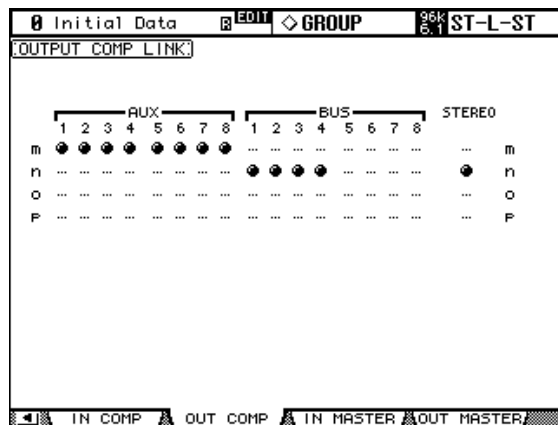 0 Initial Data B EDIT ◇ GROUP 96k 6.1 ST-L-ST
OUTPUT COMP LINK
AUX BUS STEREO
1 2 3 4 5 6 7 8 1 2 3 4 5 6 7 8
m m
n n
o o
p p
IN COMP OUT COMP IN MASTER OUT MASTER